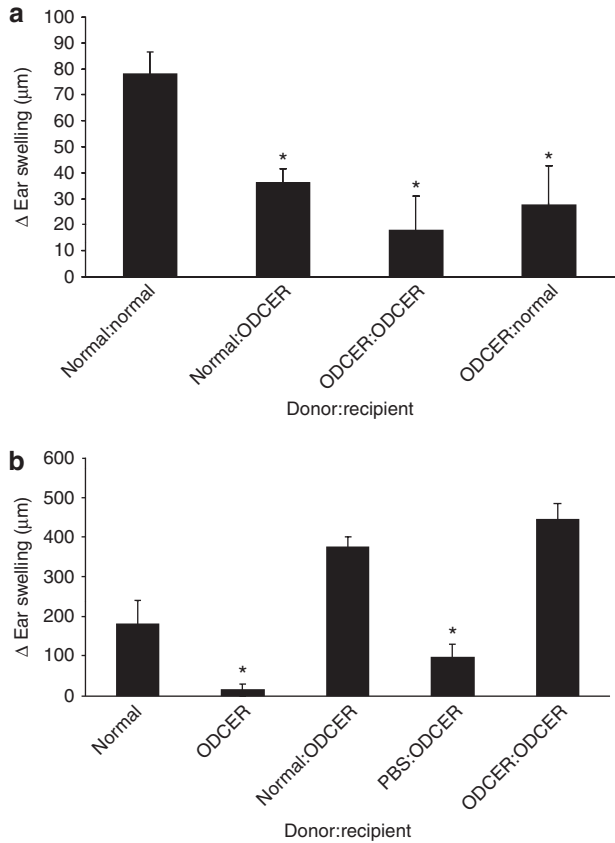 a
Δ Ear swelling (μm)
100
90
80
70
60
50
40
30
20
10
0
*
*
*
Normal:normal
Normal:ODCER
ODCER:ODCER
ODCER:normal
Donor:recipient
b
Δ Ear swelling (μm)
600
500
400
300
200
100
0
*
*
Normal
ODCER
Normal:ODCER
PBS:ODCER
ODCER:ODCER
Donor:recipient